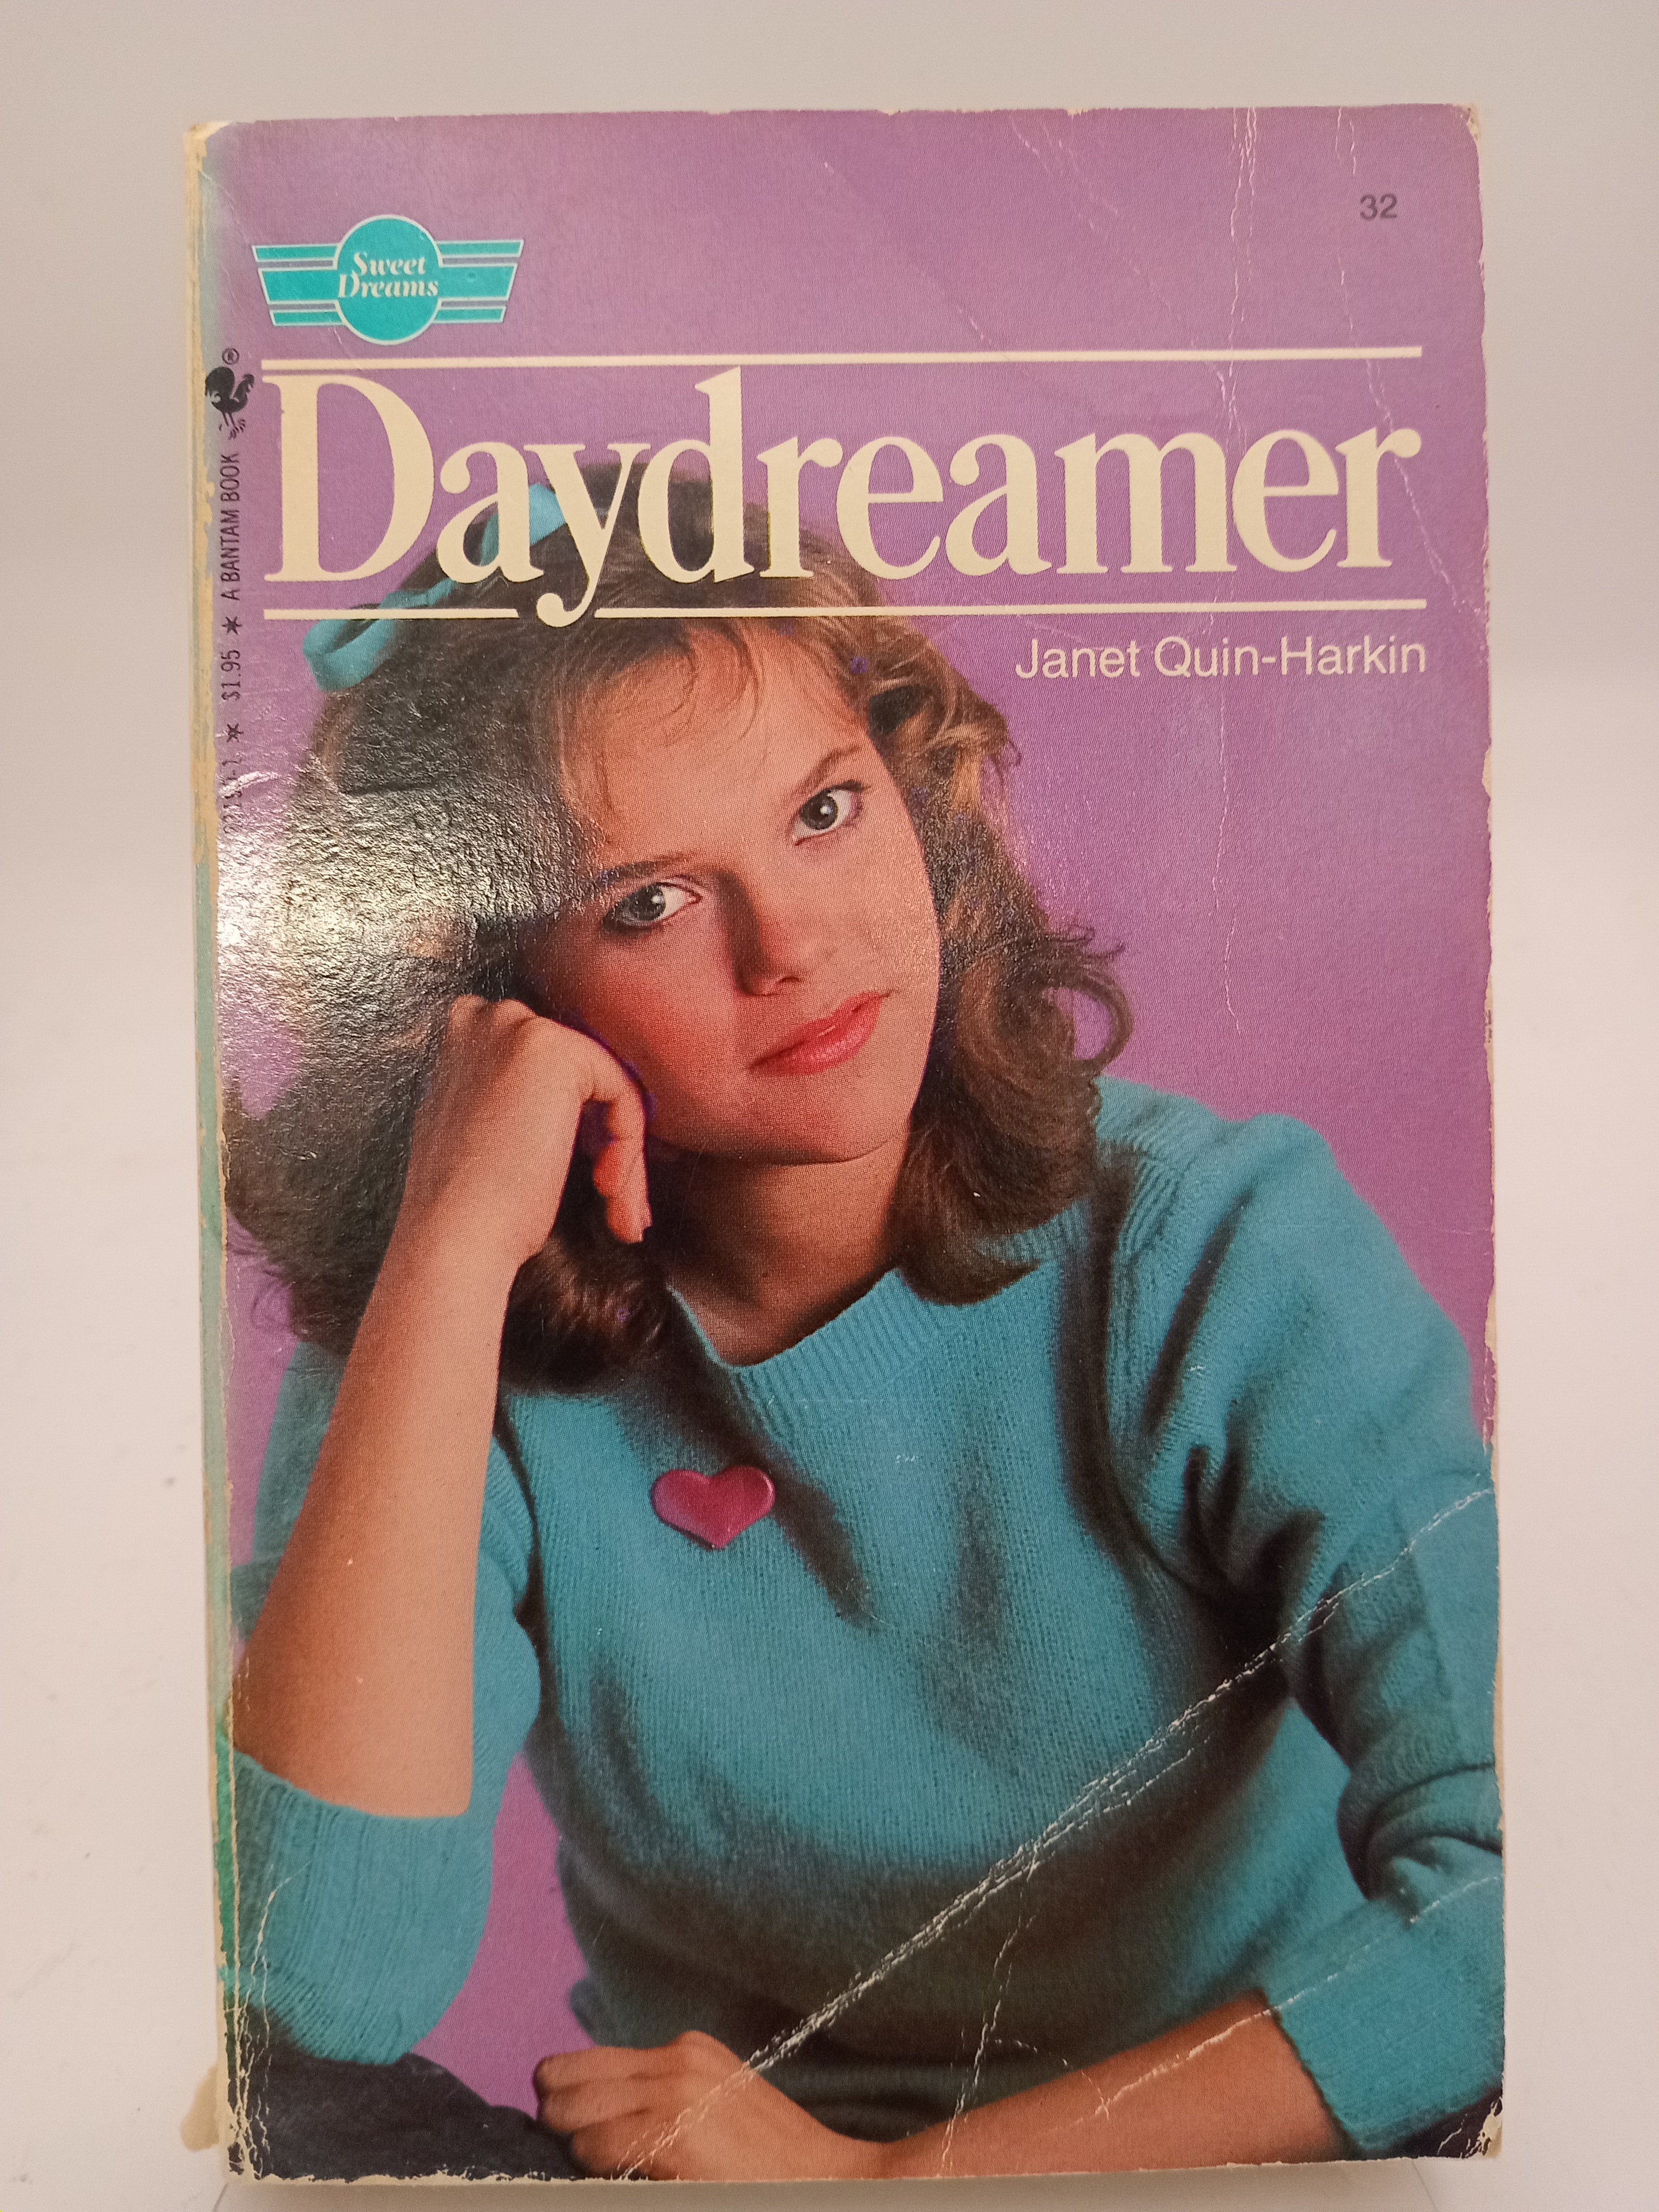 32
Sweet
Dreams
Daydreamer
Janet Quin-Harkin
$1.95 * A BANTAM BOOK ®